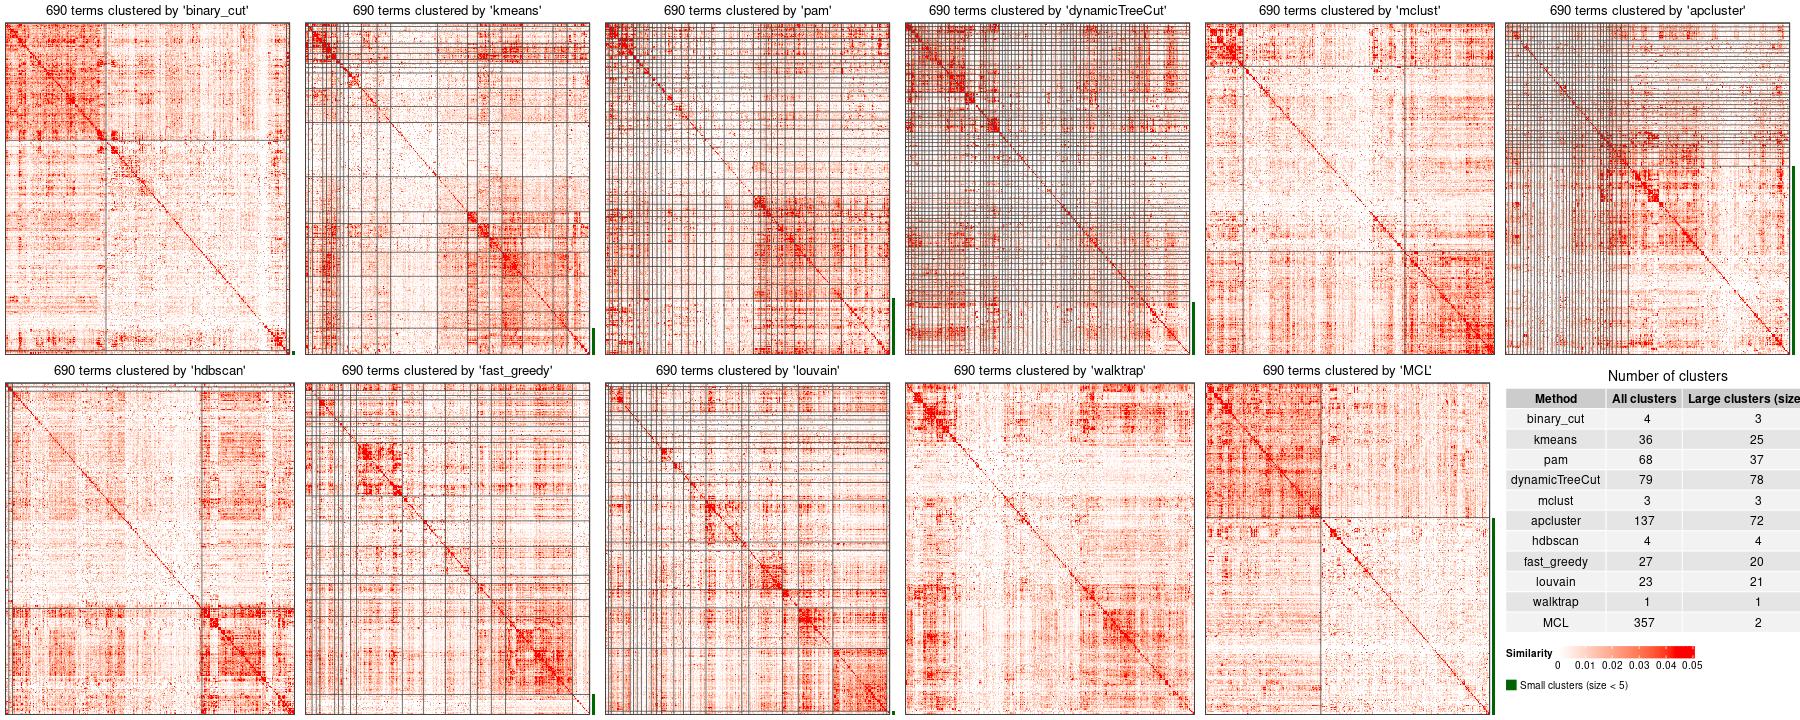 690 terms clustered by 'binary_cut'
690 terms clustered by 'kmeans'
690 terms clustered by 'pam'
690 terms clustered by 'dynamicTreeCut'
690 terms clustered by 'mclust'
690 terms clustered by 'apcluster'
690 terms clustered by 'hdbscan'
690 terms clustered by 'fast_greedy'
690 terms clustered by 'louvain'
690 terms clustered by 'walktrap'
690 terms clustered by 'MCL'
Number of clusters
Method All clusters Large clusters (size
binary_cut 4 3
kmeans 36 25
pam 68 37
dynamicTreeCut 79 78
mclust 3 3
apcluster 137 72
hdbscan 4 4
fast_greedy 27 20
louvain 23 21
walktrap 1 1
MCL 357 2
Similarity
0 0.01 0.02 0.03 0.04 0.05
Small clusters (size < 5)